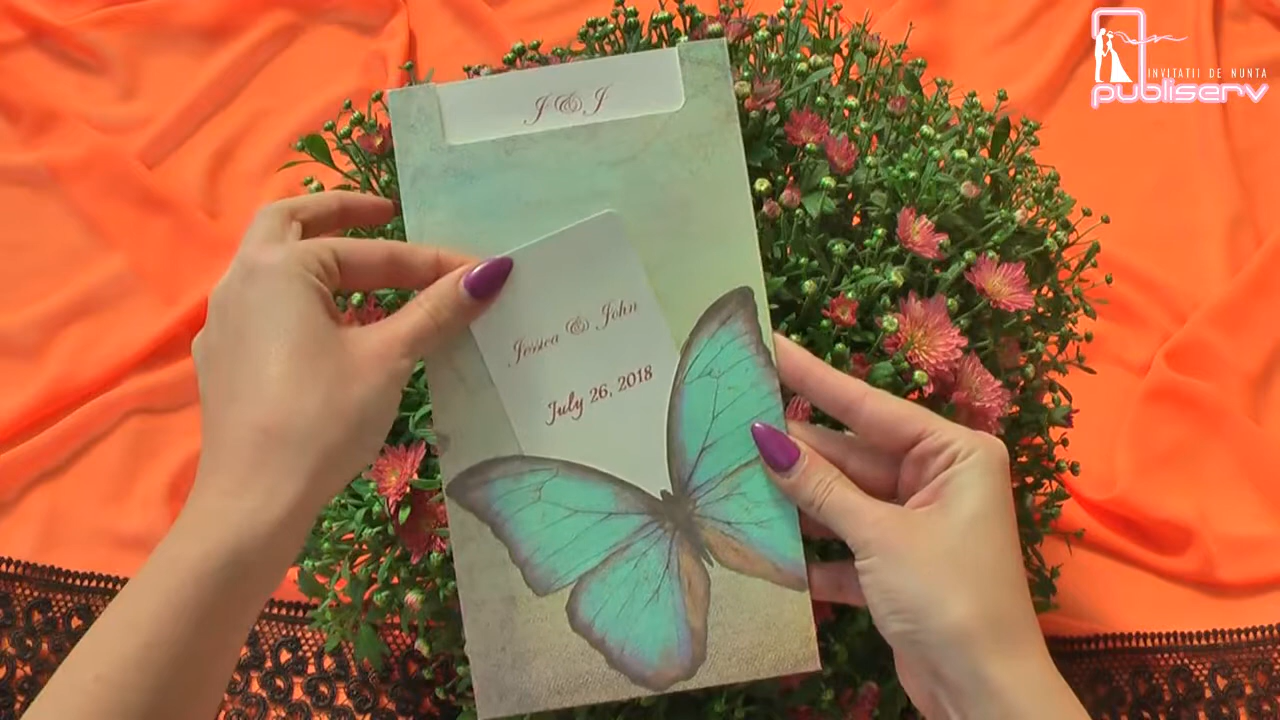 INVITATII DE NUNTA
publiserv
J & J
Jessica & John
July 26, 2018